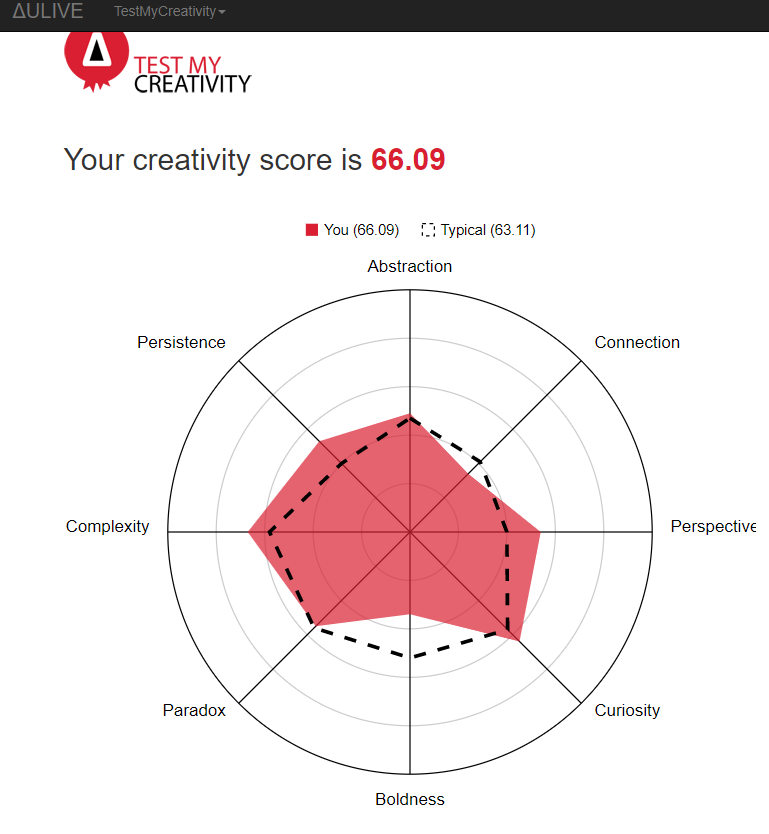 ΔULIVE TestMyCreativity
TEST MY
CREATIVITY
Your creativity score is 66.09
You (66.09) Typical (63.11)
Abstraction
Persistence Connection
Complexity Perspective
Paradox Curiosity
Boldness